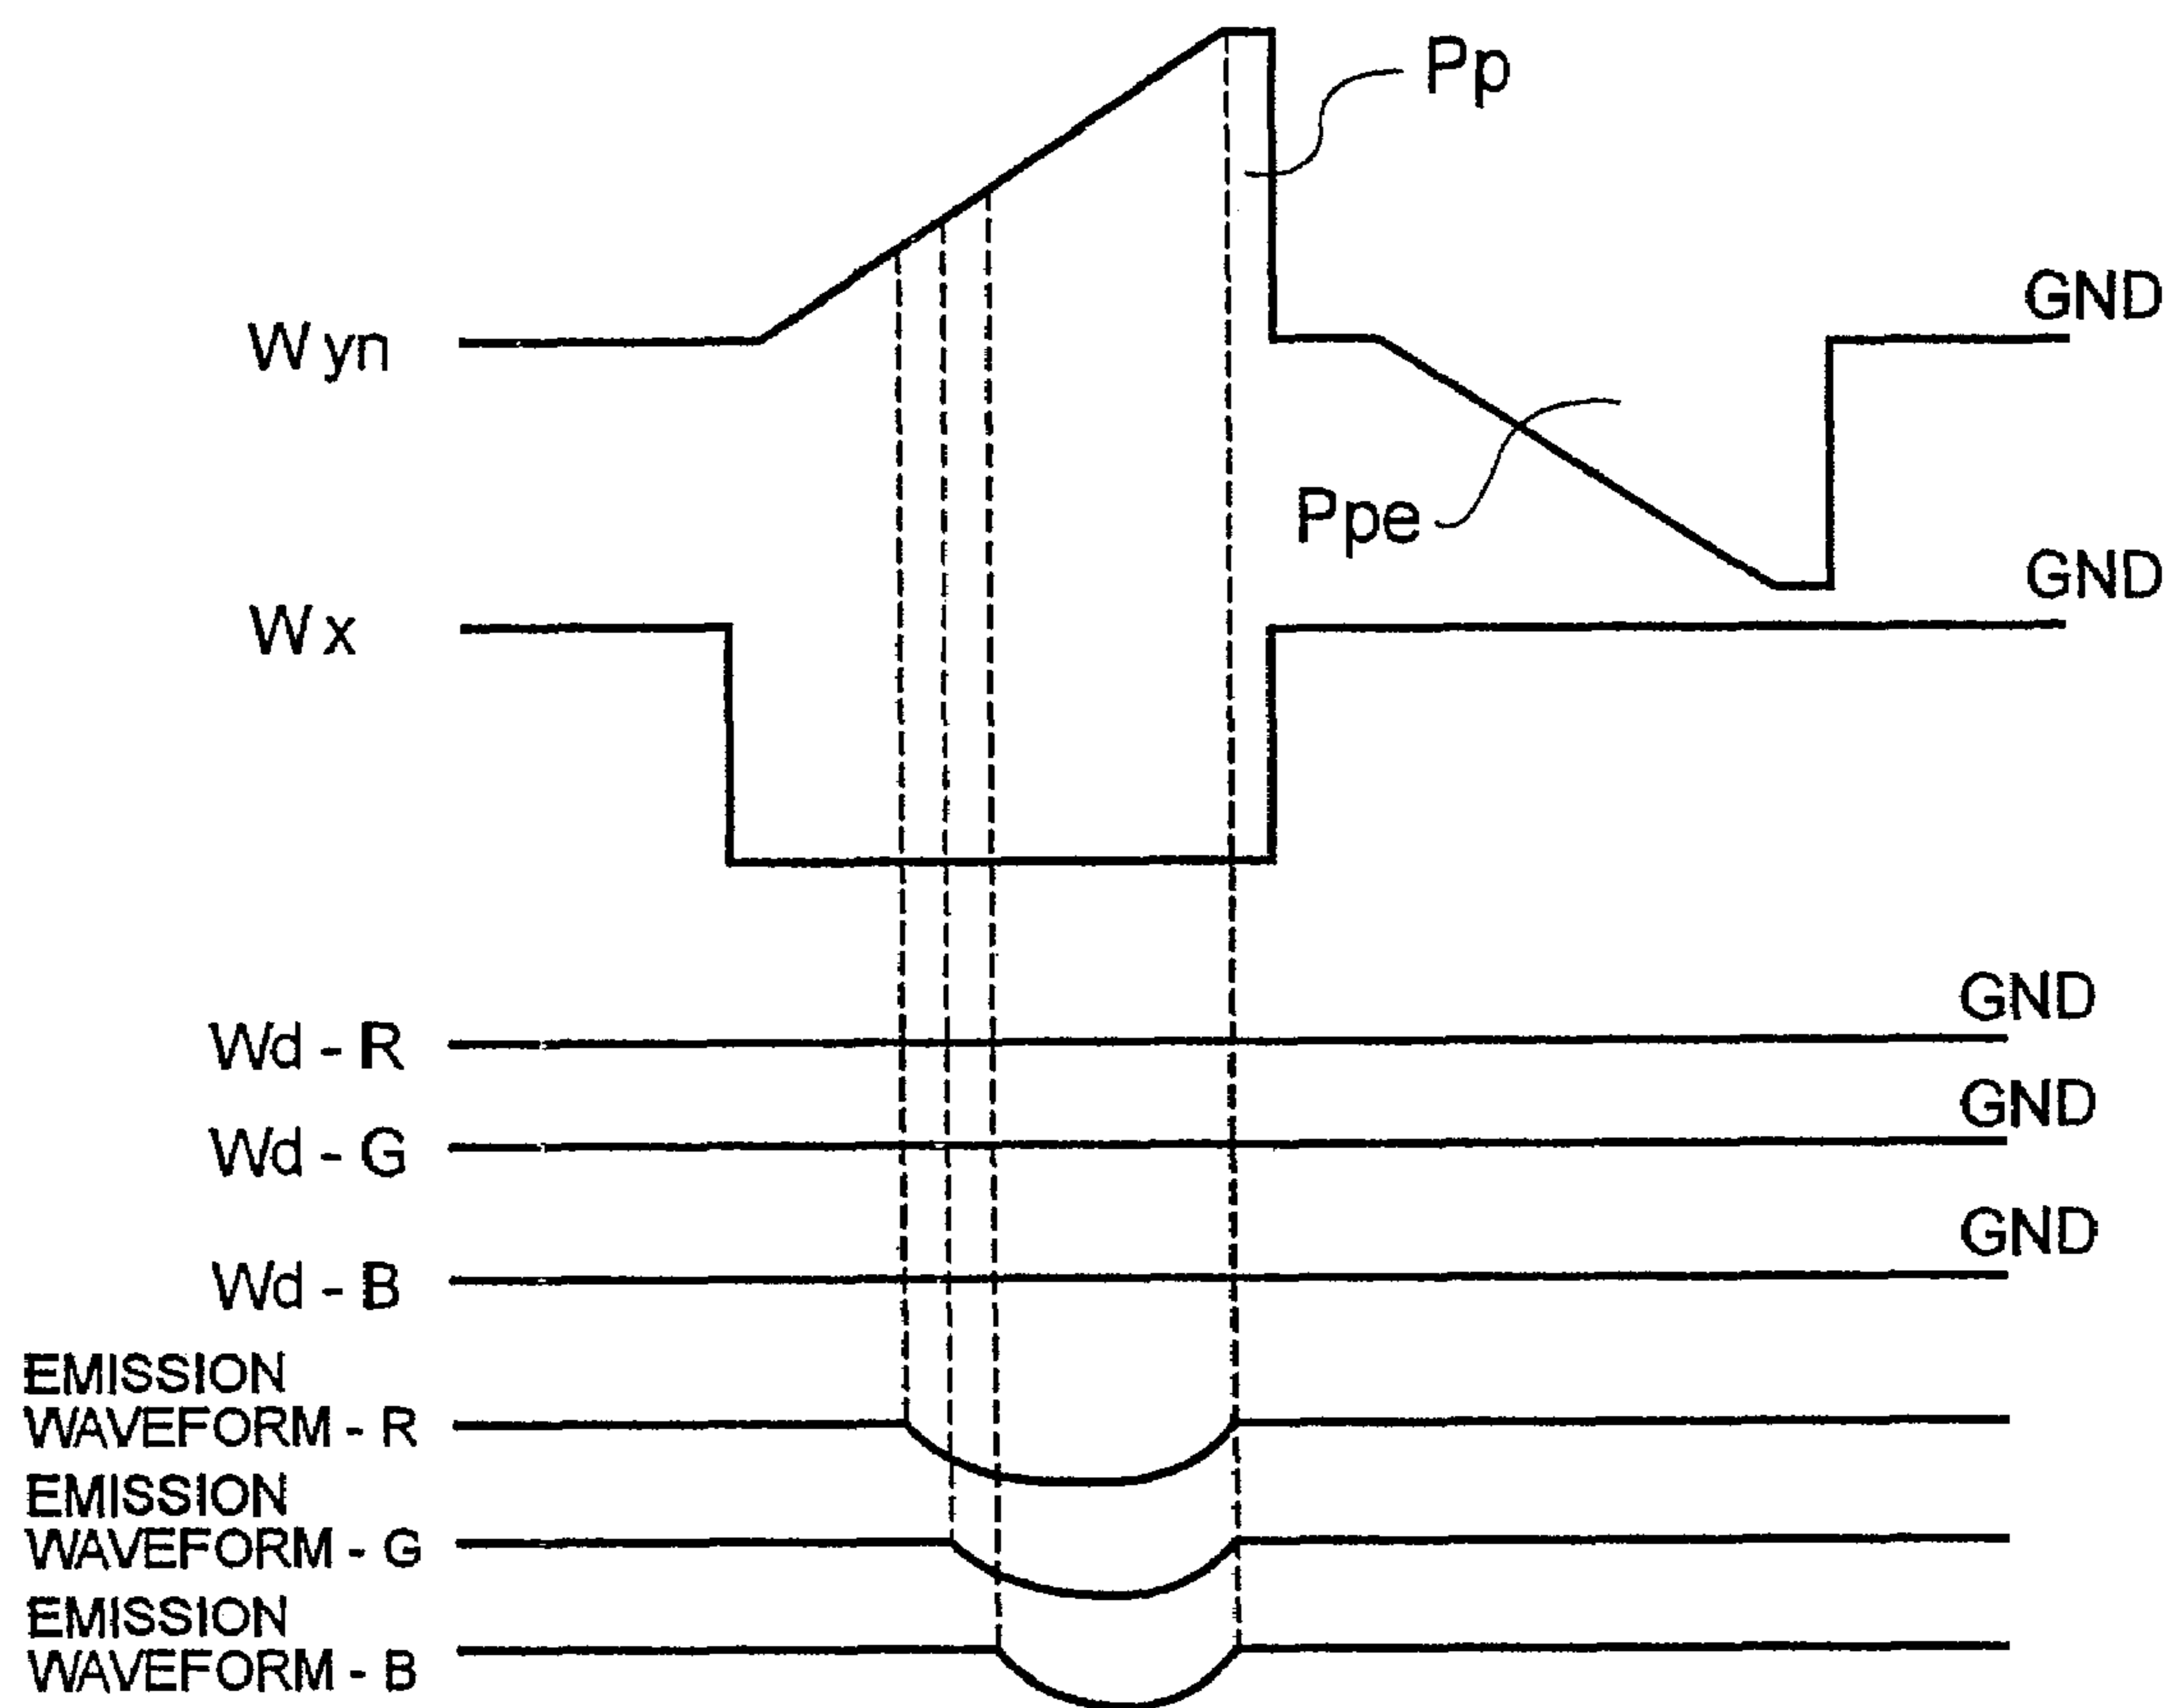 Pp
GND
Wyn
Ppe
GND
Wx
GND
Wd - R
GND
Wd - G
GND
Wd - B
EMISSION
WAVEFORM - R
EMISSION
WAVEFORM - G
EMISSION
WAVEFORM - B